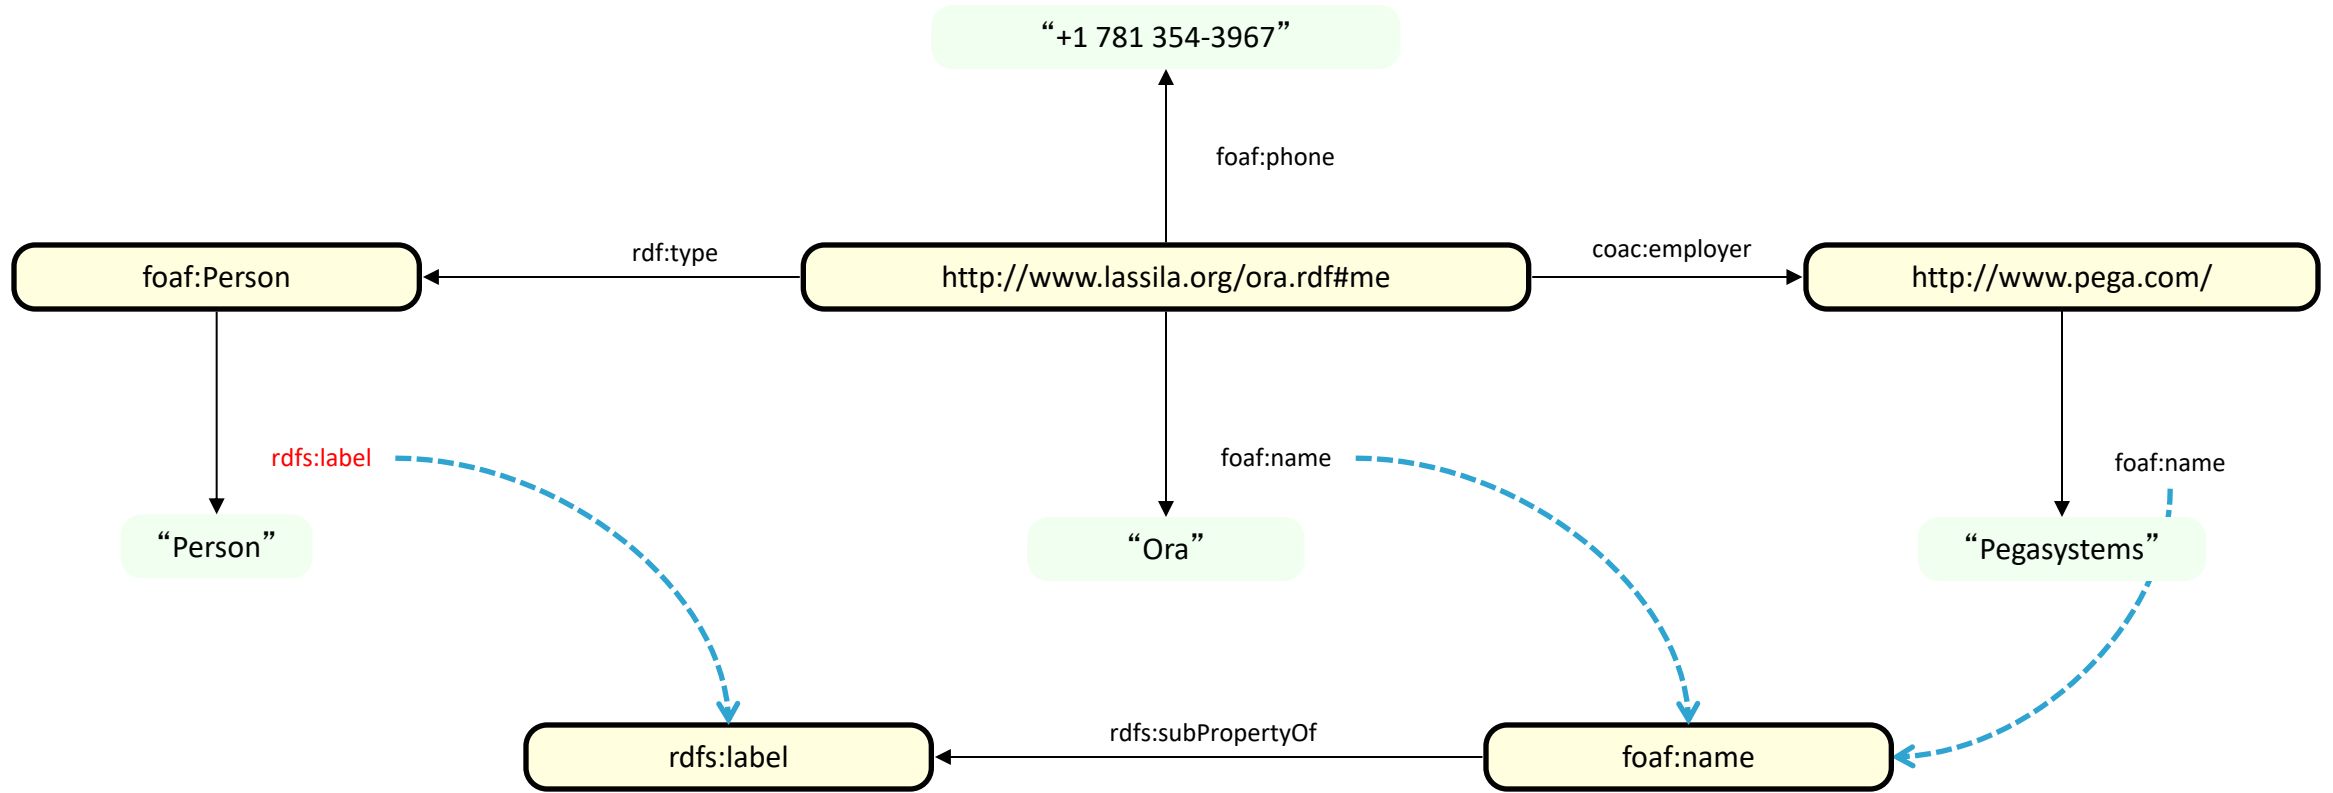 “+1 781 354-3967”
foaf:phone
rdf:type
coac:employer
foaf:Person
http://www.lassila.org/ora.rdf#me
http://www.pega.com/
rdfs:label
foaf:name
foaf:name
“Person”
“Ora”
“Pegasystems”
rdfs:subPropertyOf
rdfs:label
foaf:name